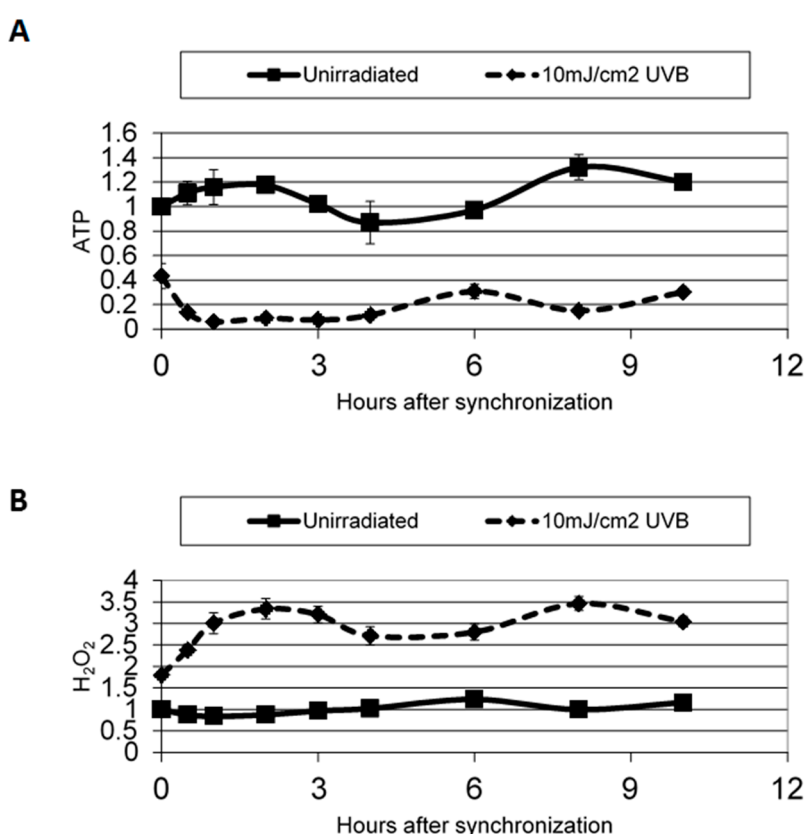 A
Unirradiated 10mJ/cm2 UVB
1.6
1.4
1.2
1
0.8
0.6
0.4
0.2
0
ATP
0 3 6 9 12
Hours after synchronization
B
Unirradiated 10mJ/cm2 UVB
4
3.5
3
2.5
2
1.5
1
0.5
0
H₂O₂
0 3 6 9 12
Hours after synchronization